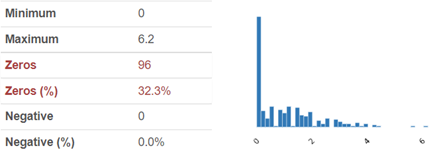 Minimum 0
Maximum 6.2
Zeros 96
Zeros (%) 32.3%
Negative 0
Negative (%) 0.0%
0 2 4 6